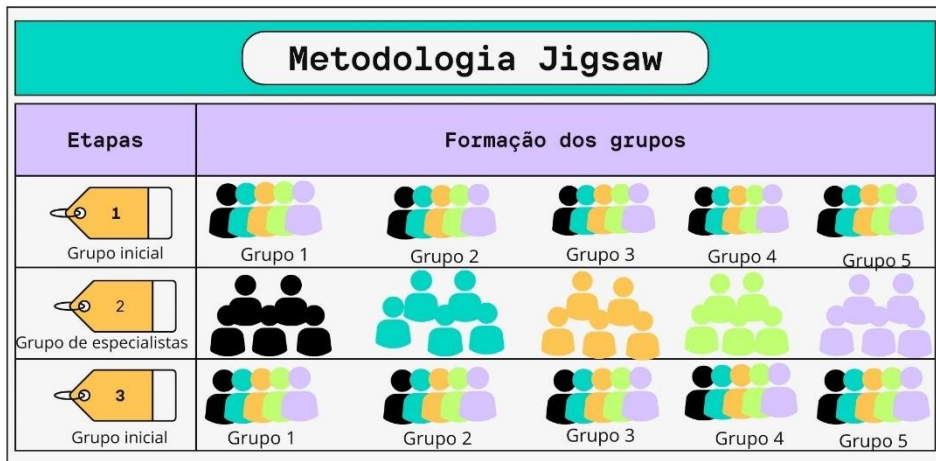 Metodologia Jigsaw
Etapas
Formação dos grupos
1
Grupo inicial
Grupo 1
Grupo 2
Grupo 3
Grupo 4
Grupo 5
2
Grupo de especialistas
3
Grupo inicial
Grupo 1
Grupo 2
Grupo 3
Grupo 4
Grupo 5